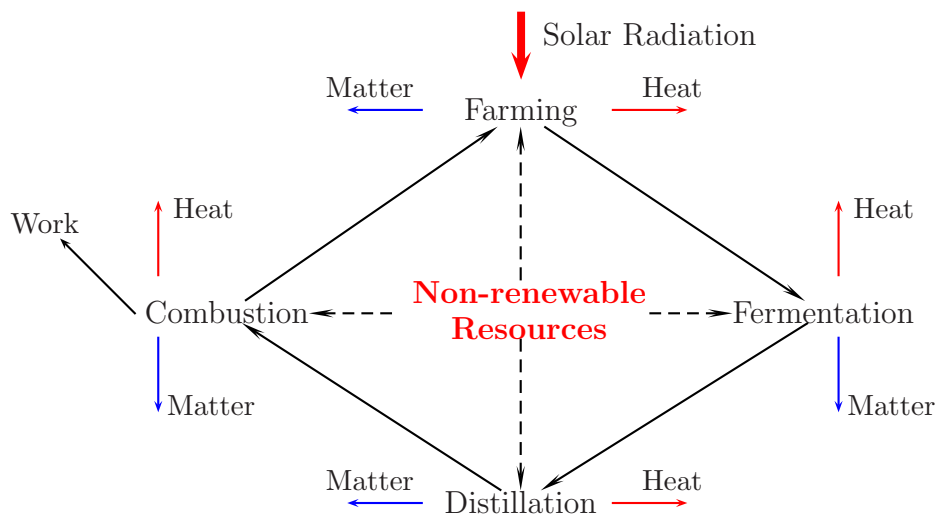 Solar Radiation
Matter
Heat
Farming
Heat
Heat
Work
Non-renewable
Resources
Combustion
Fermentation
Matter
Matter
Matter
Heat
Distillation